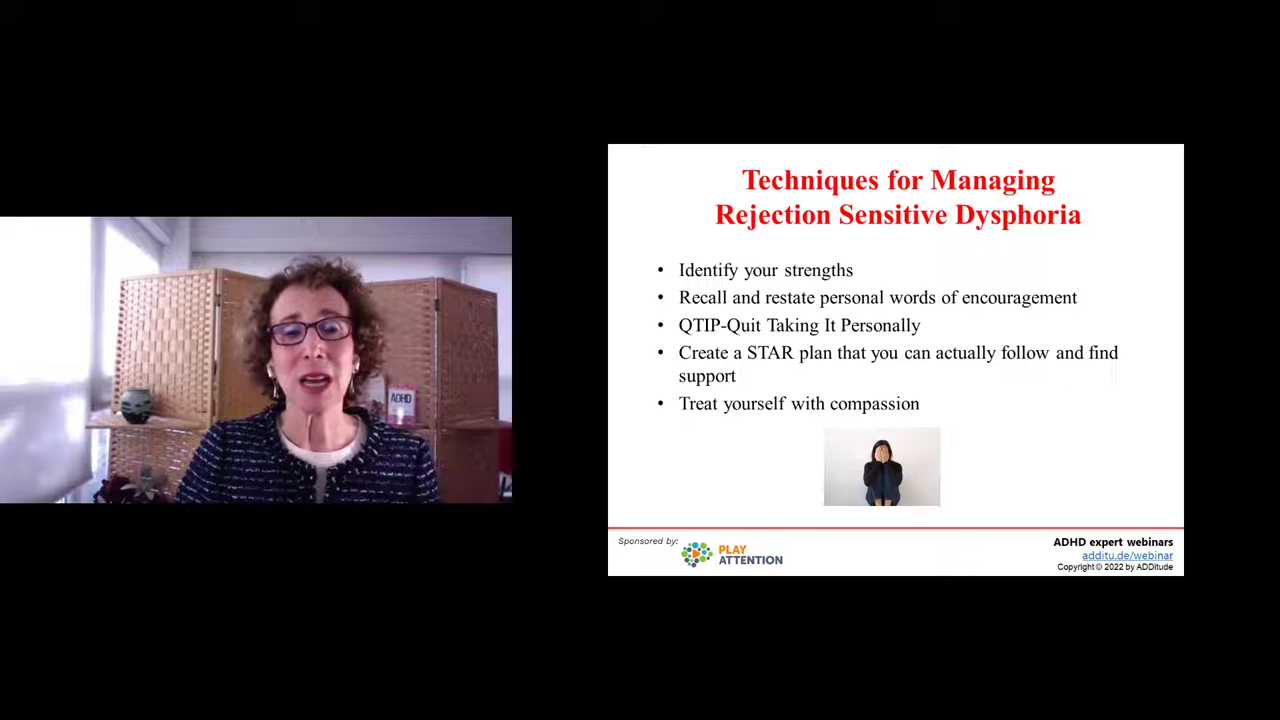 Techniques for Managing
Rejection Sensitive Dysphoria
• Identify your strengths
• Recall and restate personal words of encouragement
• QTIP-Quit Taking It Personally
• Create a STAR plan that you can actually follow and find
support
• Treat yourself with compassion
ADHD
Sponsored by:
PLAY
ATTENTION
ADHD expert webinars
additu.de/webinar
Copyright © 2022 by ADDitude